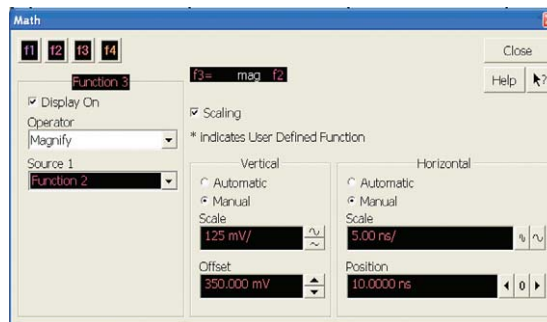 Math
f1 f2 f3 f4
Close
Function 3
f3= mag f2
Help ?
Display On
Scaling
Operator
Magnify
* indicates User Defined Function
Source 1
Function 2
Vertical
Horizontal
Automatic
Automatic
Manual
Manual
Scale
Scale
125 mV/
5.00 ns/
Offset
Position
350.000 mV
10.0000 ns
0